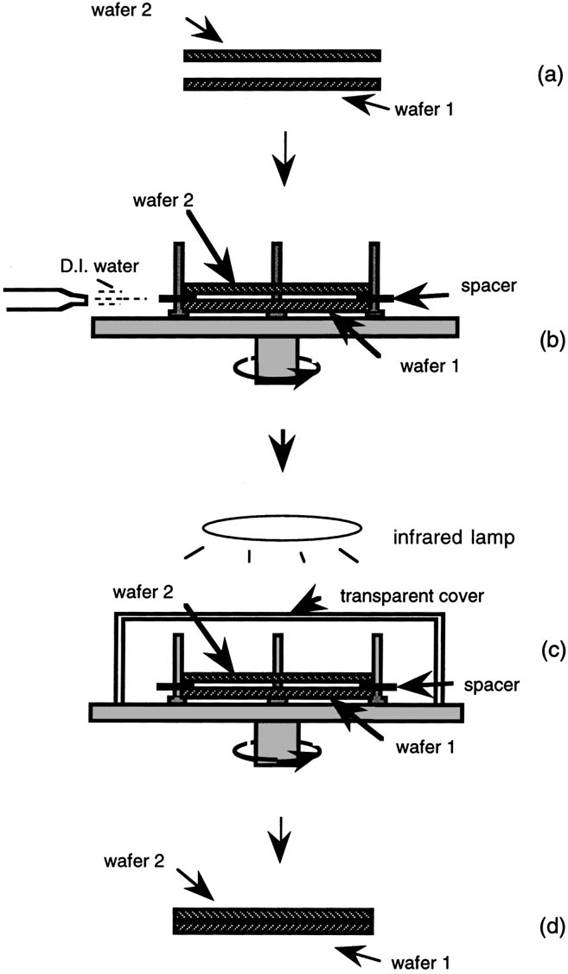 wafer 2
(a)
wafer 1
wafer 2
D.I. water
spacer
(b)
wafer 1
infrared lamp
wafer 2
transparent cover
(c)
spacer
wafer 1
wafer 2
(d)
wafer 1